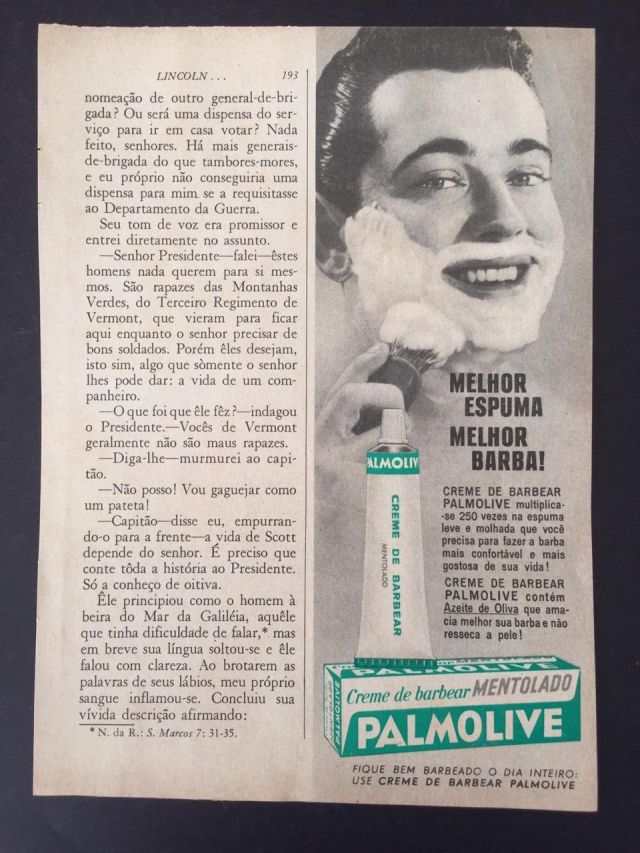 LINCOLN . . . 193
nomeação de outro general-de-bri-
gada? Ou será uma dispensa do ser-
viço para ir em casa votar? Nada
feito, senhores. Há mais generais-
de-brigada do que tambores-mores,
e eu próprio não conseguiria uma
dispensa para mim se a requisitasse
ao Departamento da Guerra.
Seu tom de voz era promissor e
entrei diretamente no assunto.
—Senhor Presidente—falei—êstes
homens nada querem para si mes-
mos. São rapazes das Montanhas
Verdes, do Terceiro Regimento de
Vermont, que vieram para ficar
aqui enquanto o senhor precisar de
bons soldados. Porém êles desejam,
isto sim, algo que sòmente o senhor
lhes pode dar: a vida de um com-
panheiro.
—O que foi que êle fêz?—indagou
o Presidente.—Vocês de Vermont
geralmente não são maus rapazes.
—Diga-lhe—murmurei ao capi-
tão.
—Não posso! Vou gaguejar como
um pateta!
—Capitão—disse eu, empurran-
do-o para a frente—a vida de Scott
depende do senhor. É preciso que
conte tôda a história ao Presidente.
Só a conheço de oitiva.
Êle principiou como o homem à
beira do Mar da Galiléia, aquêle
que tinha dificuldade de falar,* mas
em breve sua língua soltou-se e êle
falou com clareza. Ao brotarem as
palavras de seus lábios, meu próprio
sangue inflamou-se. Concluiu sua
vívida descrição afirmando:
* N. da R.: S. Marcos 7: 31-35.
MELHOR
ESPUMA
MELHOR
BARBA!
CREME DE BARBEAR
PALMOLIVE multiplica-
-se 250 vezes na espuma
leve e molhada que você
precisa para fazer a barba
mais confortável e mais
gostosa de sua vida!
CREME DE BARBEAR
PALMOLIVE contém
Azeite de Oliva que ama-
cia melhor sua barba e não
resseca a pele!
PALMOLIV
CREME DE BARBEAR
MENTOLADO
PALMOLIVE
Creme de barbear MENTOLADO
PALMOLIVE
FIQUE BEM BARBEADO O DIA INTEIRO:
USE CREME DE BARBEAR PALMOLIVE